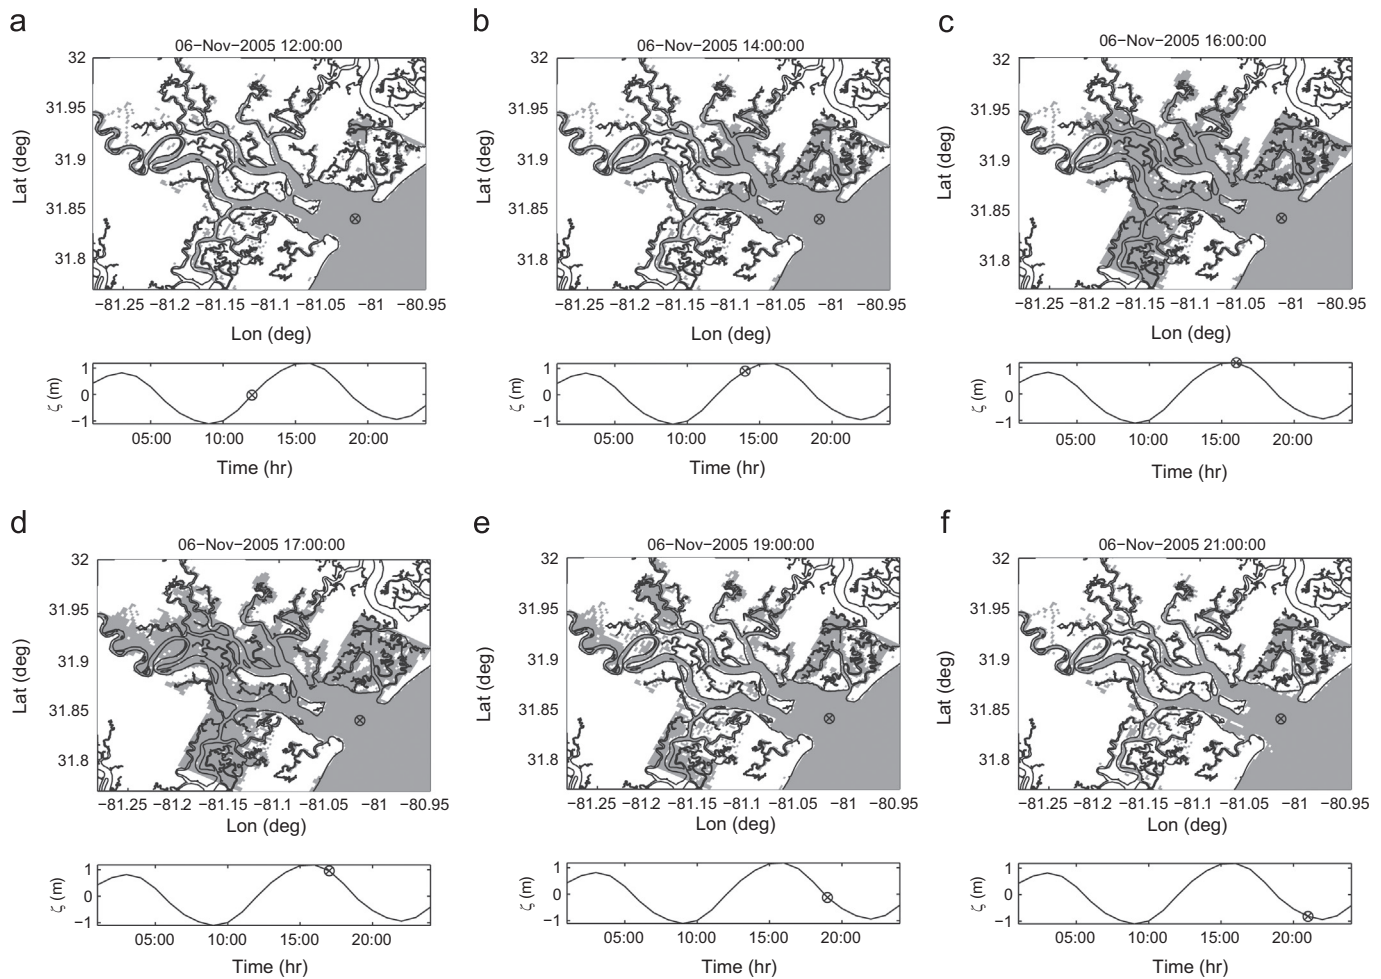 a
06−Nov−2005 12:00:00
32
31.95
31.9
31.85
31.8
Lat (deg)
−81.25 −81.2 −81.15 −81.1 −81.05 −81 −80.95
Lon (deg)
1
0
−1
ζ (m)
05:00 10:00 15:00 20:00
Time (hr)
b
06−Nov−2005 14:00:00
32
31.95
31.9
31.85
31.8
Lat (deg)
−81.25 −81.2 −81.15 −81.1 −81.05 −81 −80.95
Lon (deg)
1
0
−1
ζ (m)
05:00 10:00 15:00 20:00
Time (hr)
c
06−Nov−2005 16:00:00
32
31.95
31.9
31.85
31.8
Lat (deg)
−81.25 −81.2 −81.15 −81.1 −81.05 −81 −80.95
Lon (deg)
1
0
−1
ζ (m)
05:00 10:00 15:00 20:00
Time (hr)
d
06−Nov−2005 17:00:00
32
31.95
31.9
31.85
31.8
Lat (deg)
−81.25 −81.2 −81.15 −81.1 −81.05 −81 −80.95
Lon (deg)
1
0
−1
ζ (m)
05:00 10:00 15:00 20:00
Time (hr)
e
06−Nov−2005 19:00:00
32
31.95
31.9
31.85
31.8
Lat (deg)
−81.25 −81.2 −81.15 −81.1 −81.05 −81 −80.95
Lon (deg)
1
0
−1
ζ (m)
05:00 10:00 15:00 20:00
Time (hr)
f
06−Nov−2005 21:00:00
32
31.95
31.9
31.85
31.8
Lat (deg)
−81.25 −81.2 −81.15 −81.1 −81.05 −81 −80.95
Lon (deg)
1
0
−1
ζ (m)
05:00 10:00 15:00 20:00
Time (hr)